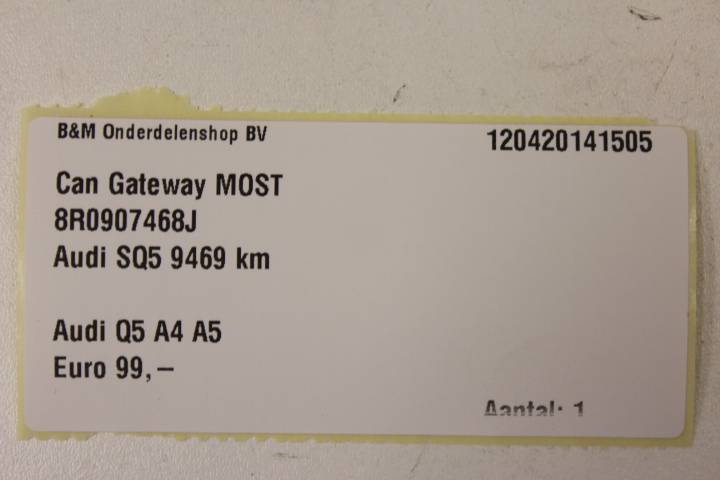 B&M Onderdelenshop BV 120420141505
Can Gateway MOST
8R0907468J
Audi SQ5 9469 km
Audi Q5 A4 A5
Euro 99,–
Aantal: 1